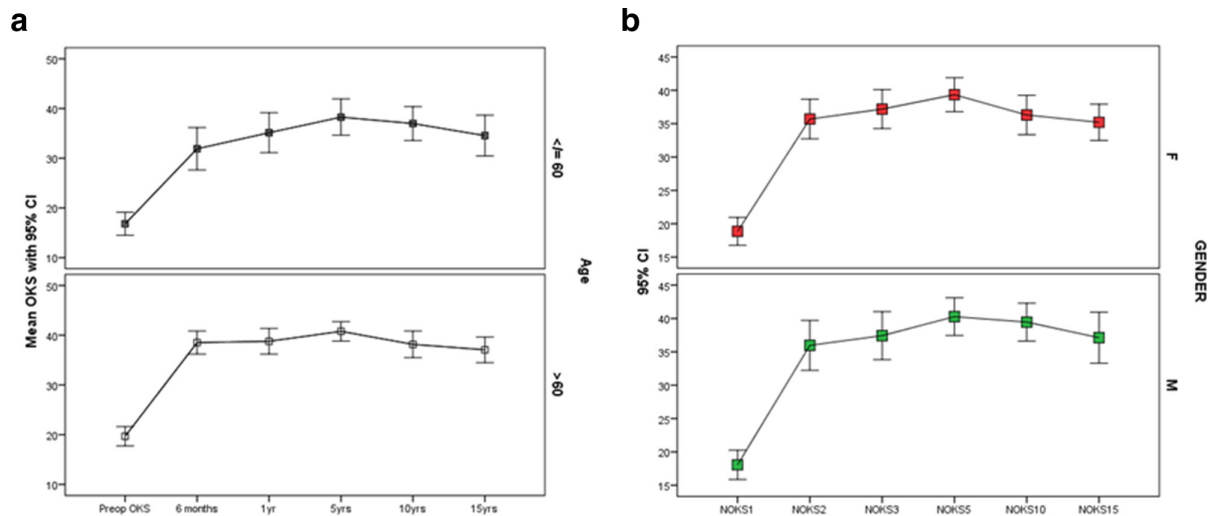 a
b
Mean OKS with 95% CI
50
40
30
20
10
</= 60
50
40
30
20
10
>60
Age
Preop OKS 6 months 1yr 5yrs 10yrs 15yrs
95% CI
45
40
35
30
25
20
15
F
45
40
35
30
25
20
15
M
GENDER
NOKS1 NOKS2 NOKS3 NOKS5 NOKS10 NOKS15